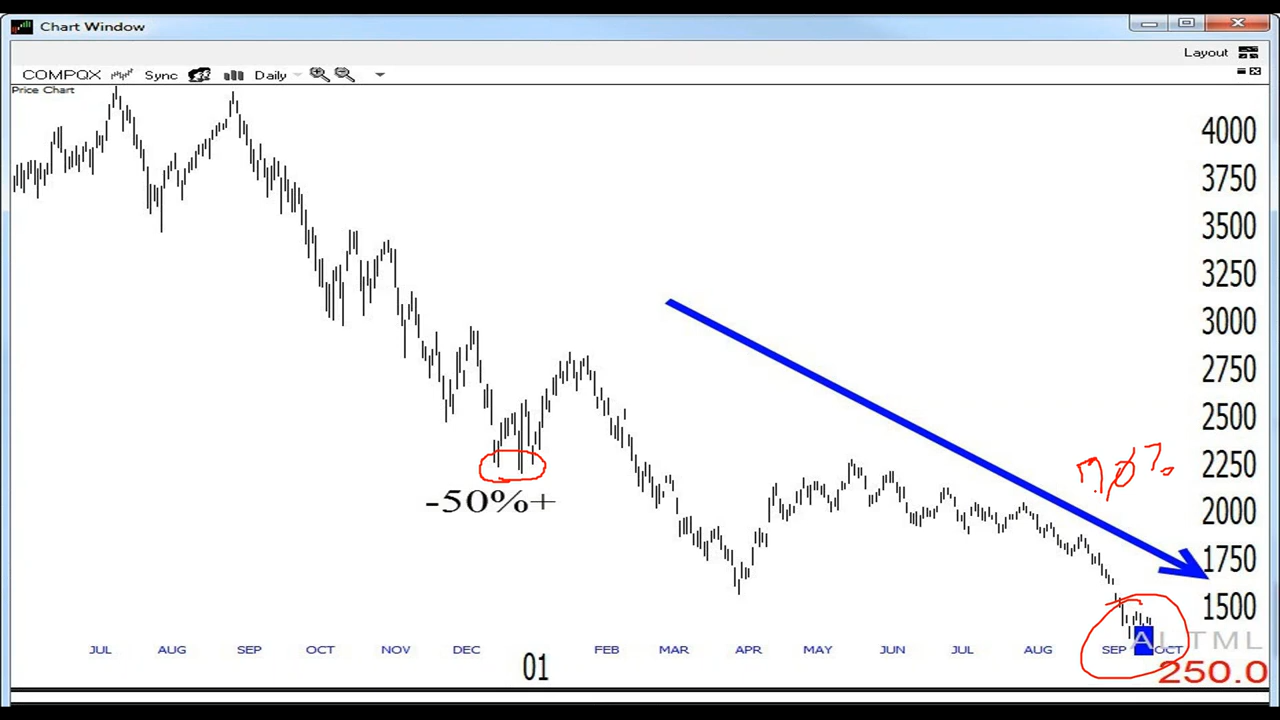 Chart Window
Layout
COMPQX Sync Daily
Price Chart
4000
3750
3500
3250
3000
2750
2500
2250
70%
-50%+
2000
1750
1500
JUL AUG SEP OCT NOV DEC 01 FEB MAR APR MAY JUN JUL AUG SEP OCT
250.0